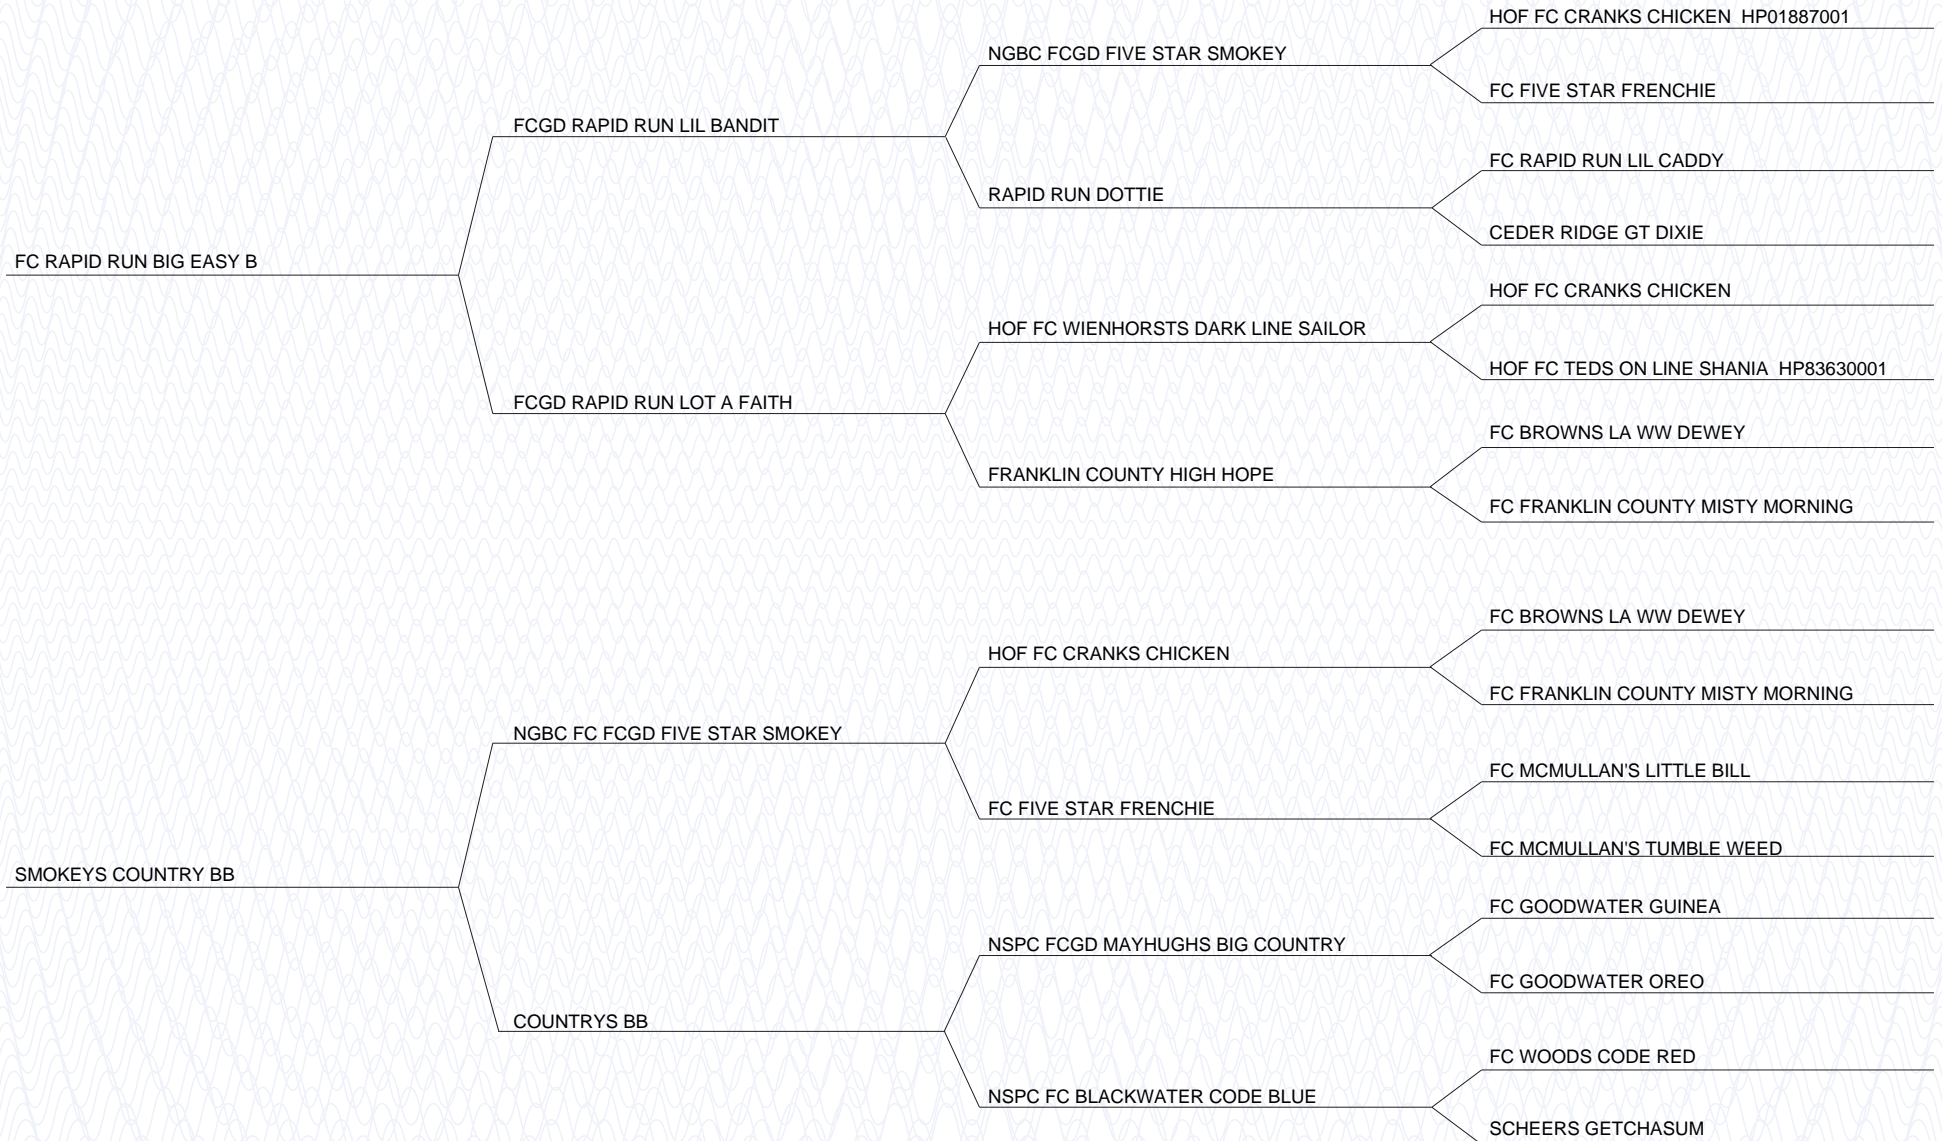 HOF FC CRANKS CHICKEN HP01887001
NGBC FCGD FIVE STAR SMOKEY
FC FIVE STAR FRENCHIE
FCGD RAPID RUN LIL BANDIT
FC RAPID RUN LIL CADDY
RAPID RUN DOTTIE
CEDER RIDGE GT DIXIE
FC RAPID RUN BIG EASY B
HOF FC CRANKS CHICKEN
HOF FC WIENHORSTS DARK LINE SAILOR
HOF FC TEDS ON LINE SHANIA HP83630001
FCGD RAPID RUN LOT A FAITH
FC BROWNS LA WW DEWEY
FRANKLIN COUNTY HIGH HOPE
FC FRANKLIN COUNTY MISTY MORNING
FC BROWNS LA WW DEWEY
HOF FC CRANKS CHICKEN
FC FRANKLIN COUNTY MISTY MORNING
NGBC FC FCGD FIVE STAR SMOKEY
FC MCMULLAN'S LITTLE BILL
FC FIVE STAR FRENCHIE
FC MCMULLAN'S TUMBLE WEED
SMOKEYS COUNTRY BB
FC GOODWATER GUINEA
NSPC FCGD MAYHUGHS BIG COUNTRY
FC GOODWATER OREO
COUNTRYS BB
FC WOODS CODE RED
NSPC FC BLACKWATER CODE BLUE
SCHEERS GETCHASUM